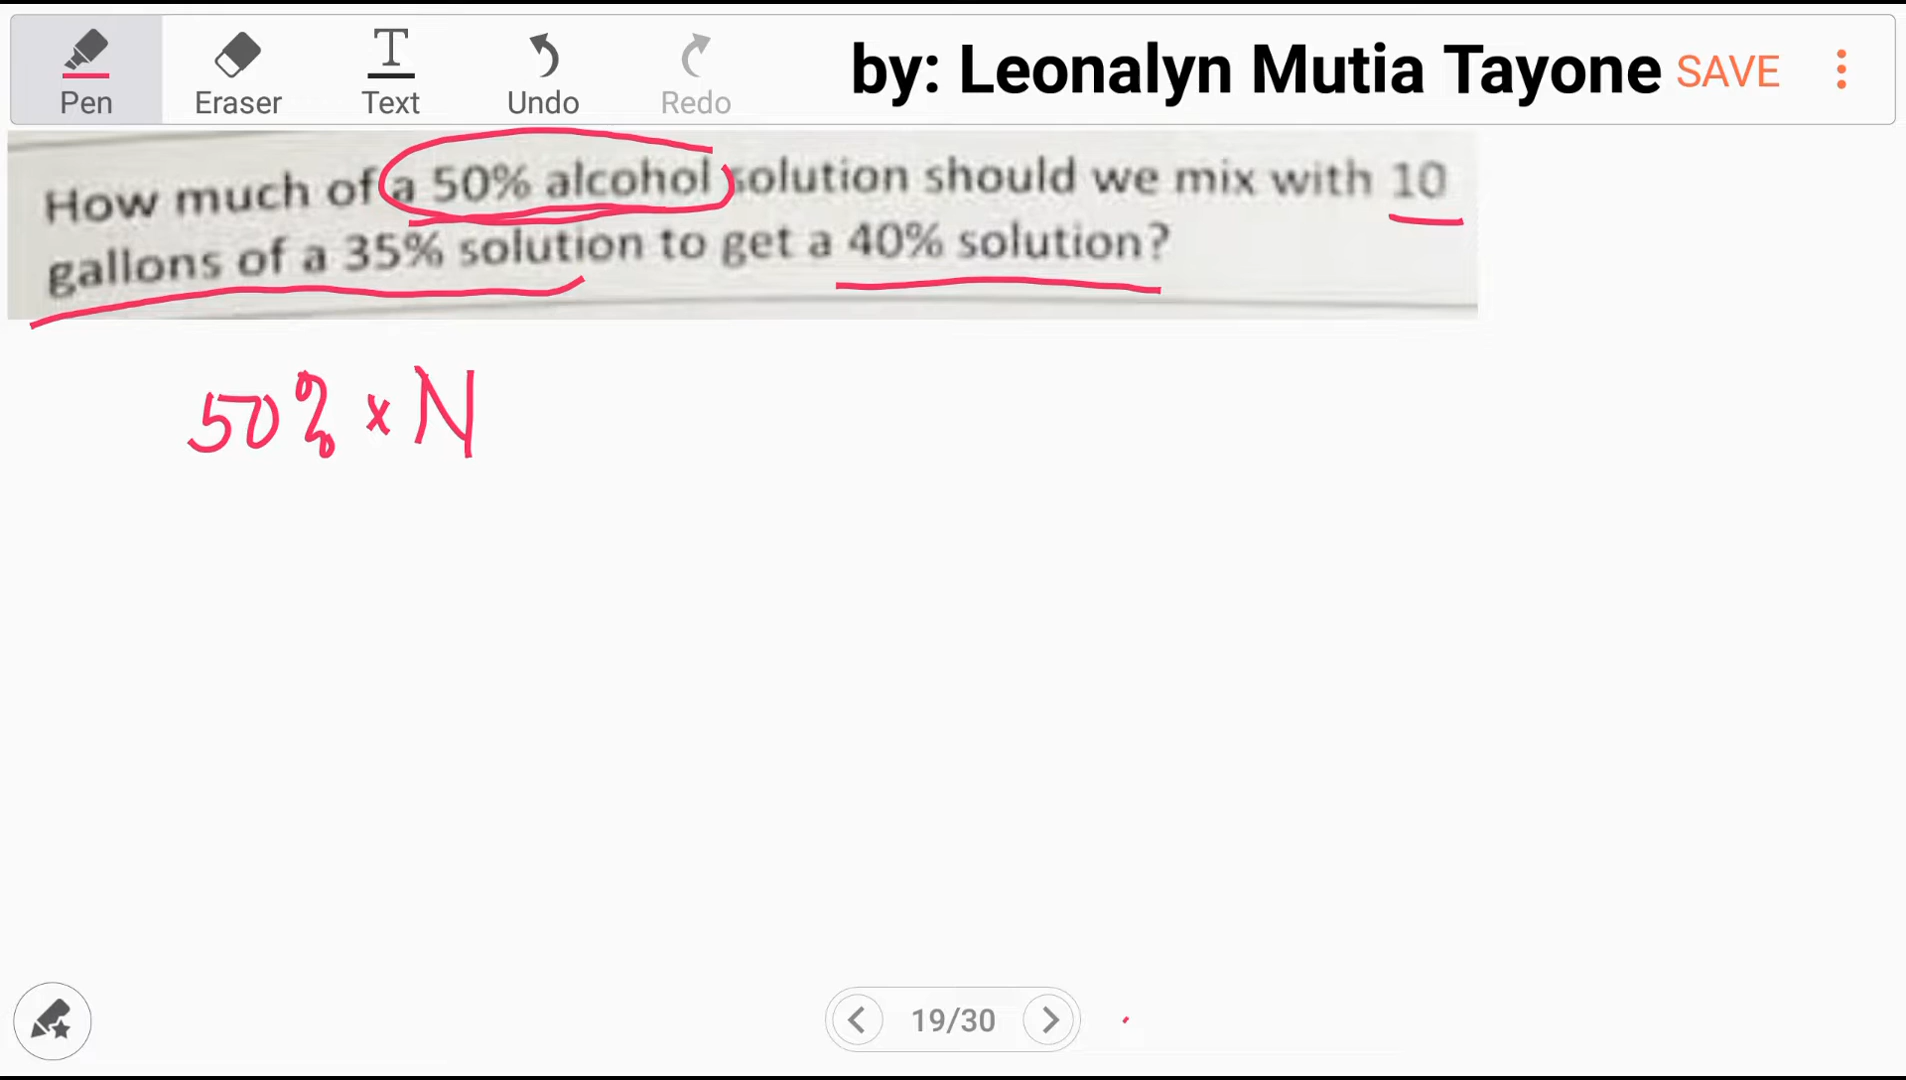 Pen
Eraser
Text
Undo
Redo
by: Leonalyn Mutia Tayone
SAVE
How much of a 50% alcohol solution should we mix with 10
gallons of a 35% solution to get a 40% solution?
50% x N
19/30